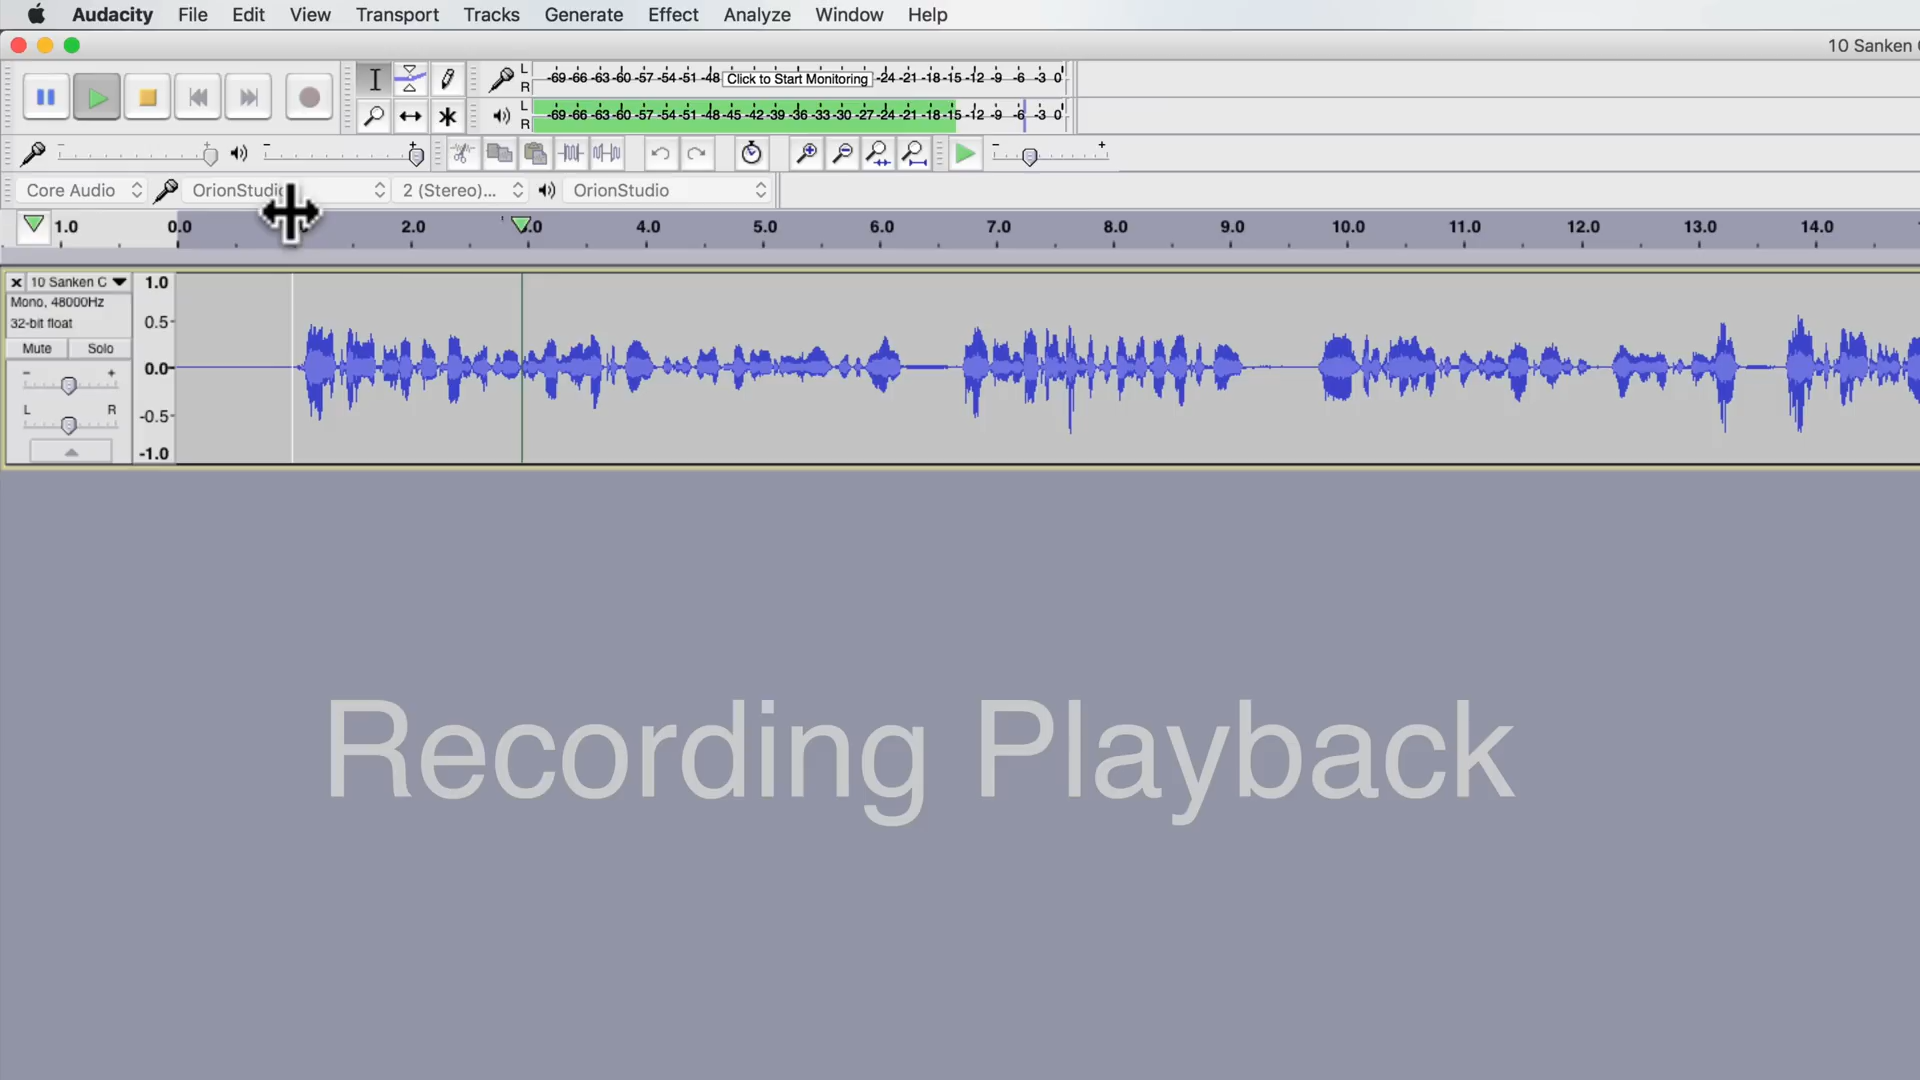 Audacity File Edit View Transport Tracks Generate Effect Analyze Window Help
10 Sanken
L
R
-69 -66 -63 -60 -57 -54 -51 -48 Click to Start Monitoring -24 -21 -18 -15 -12 -9 -6 -3 0
L
R
-69 -66 -63 -60 -57 -54 -51 -48 -45 -42 -39 -36 -33 -30 -27 -24 -21 -18 -15 -12 -9 -6 -3 0
- + - + - +
Core Audio OrionStudio 2 (Stereo)... OrionStudio
1.0 0.0 2.0 3.0 4.0 5.0 6.0 7.0 8.0 9.0 10.0 11.0 12.0 13.0 14.0
x 10 Sanken C 1.0
Mono, 48000Hz
32-bit float 0.5
Mute Solo
- + 0.0
L R
-0.5
-1.0
Recording Playback